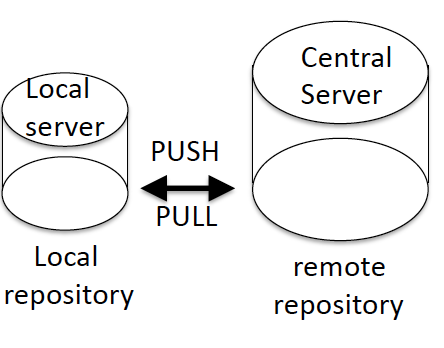 Local
server
Central
Server
PUSH
PULL
Local
repository
remote
repository